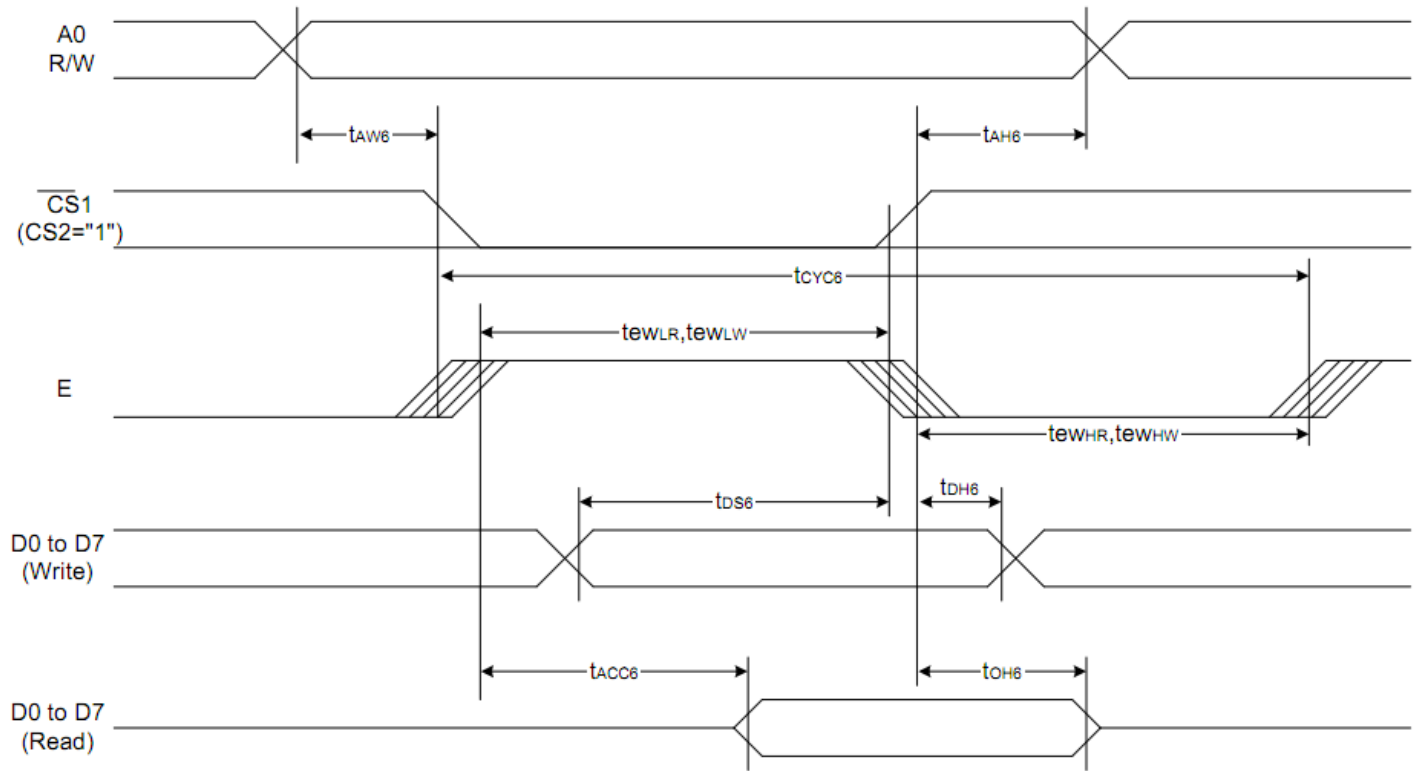 A0
R/W
tAW6
tAH6
CS1
(CS2="1")
tCYC6
tewLR,tewLW
E
tewHR,tewHW
tDS6
tDH6
D0 to D7
(Write)
tACC6
tOH6
D0 to D7
(Read)